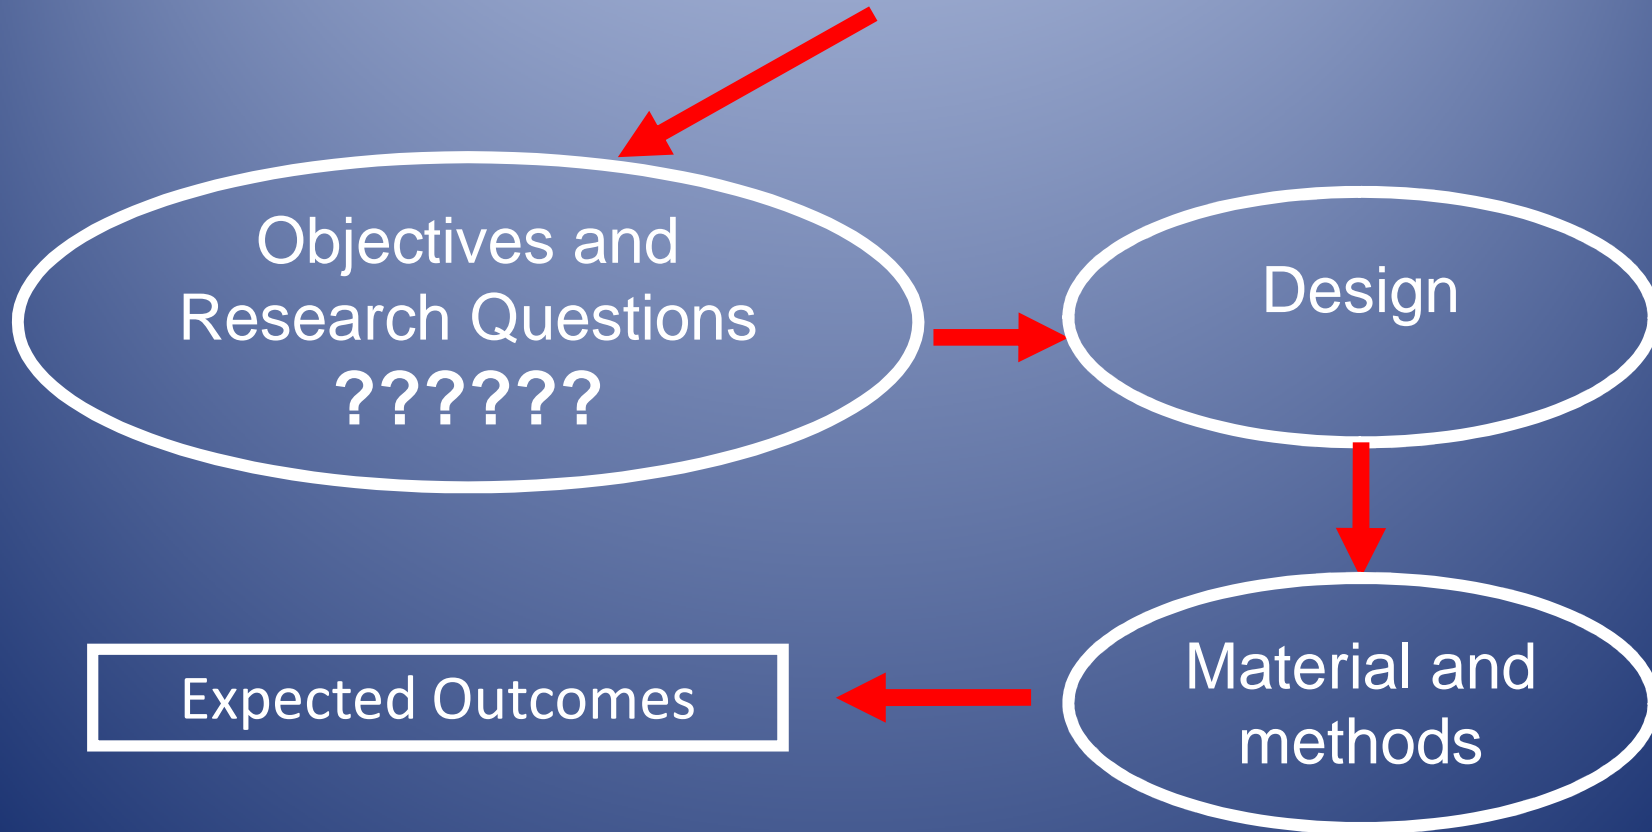 Objectives and
Research Questions
??????
Design
Material and
methods
Expected Outcomes